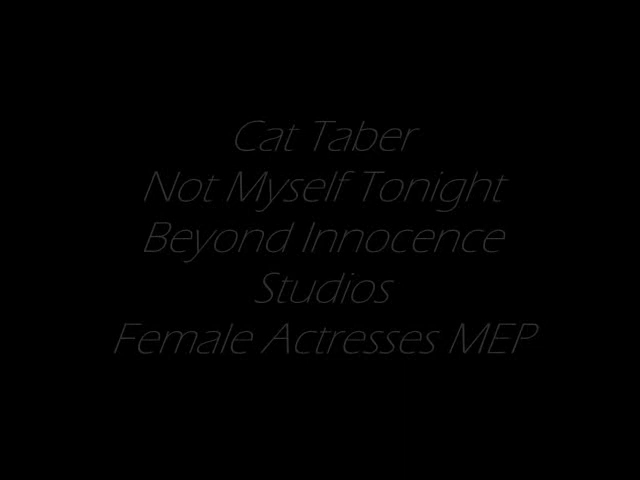 Cat Taber
Not Myself Tonight
Beyond Innocence
Studios
Female Actresses MEP